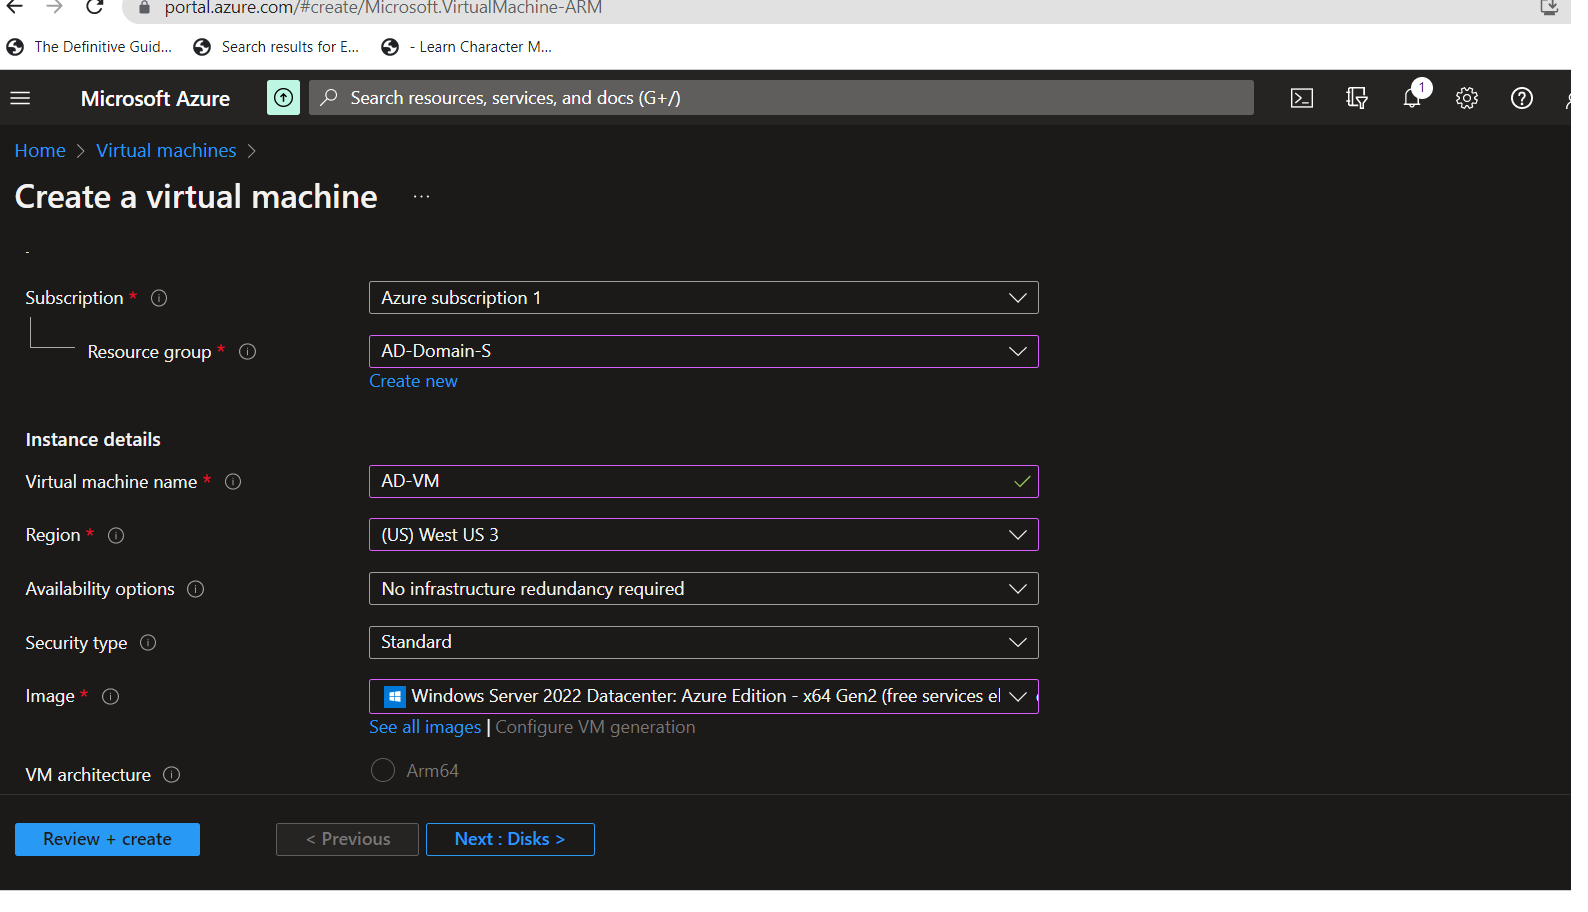 portal.azure.com/#create/Microsoft.VirtualMachine-ARM
The Definitive Guid... Search results for E... - Learn Character M...
Microsoft Azure Search resources, services, and docs (G+/) 1
Home > Virtual machines >
Create a virtual machine ...
Subscription * Azure subscription 1
Resource group * AD-Domain-S
Create new
Instance details
Virtual machine name * AD-VM
Region * (US) West US 3
Availability options No infrastructure redundancy required
Security type Standard
Image * Windows Server 2022 Datacenter: Azure Edition - x64 Gen2 (free services el
See all images | Configure VM generation
VM architecture Arm64
Review + create < Previous Next : Disks >